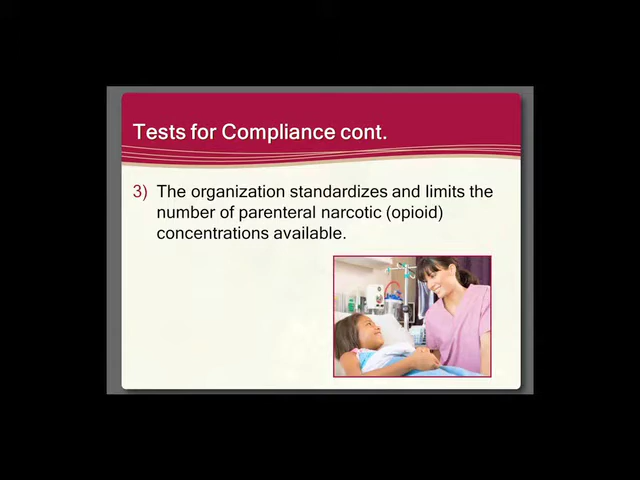 Tests for Compliance cont.
3) The organization standardizes and limits the
number of parenteral narcotic (opioid)
concentrations available.